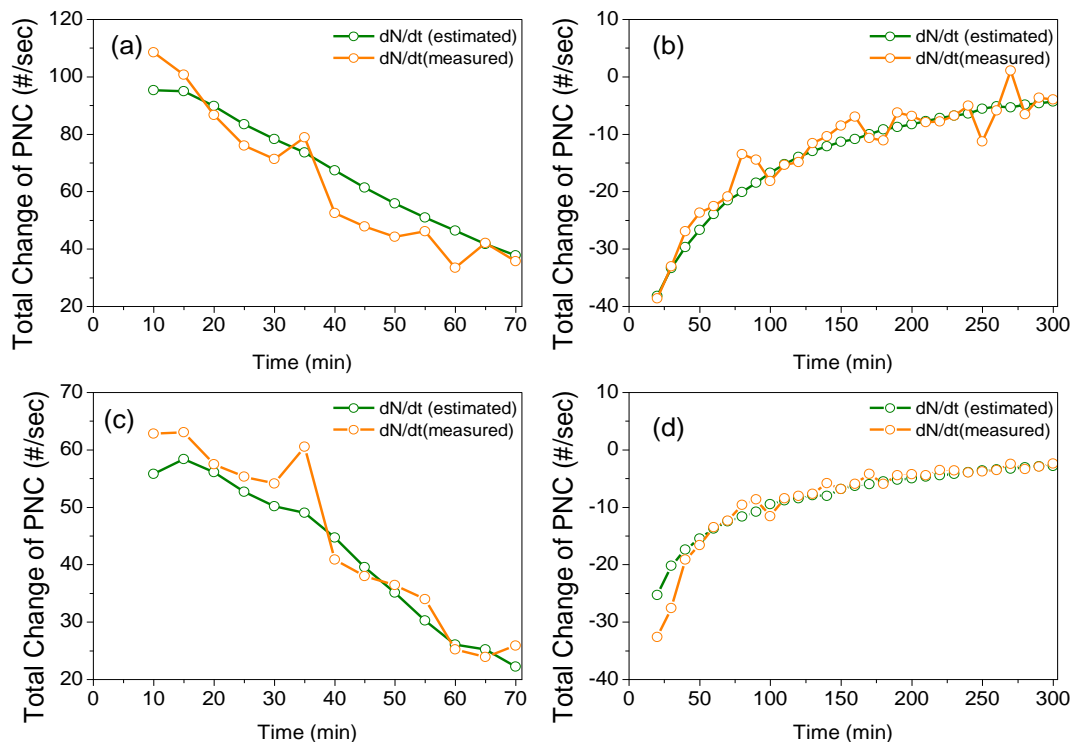 (a)
dN/dt (estimated)
dN/dt(measured)
Total Change of PNC (#/sec)
120
100
80
60
40
20
0 10 20 30 40 50 60 70
Time (min)
(b)
dN/dt (estimated)
dN/dt(measured)
Total Change of PNC (#/sec)
10
0
-10
-20
-30
-40
0 50 100 150 200 250 300
Time (min)
(c)
dN/dt (estimated)
dN/dt(measured)
Total Change of PNC (#/sec)
70
60
50
40
30
20
0 10 20 30 40 50 60 70
Time (min)
(d)
dN/dt (estimated)
dN/dt(measured)
Total Change of PNC (#/sec)
10
0
-10
-20
-30
-40
0 50 100 150 200 250 300
Time (min)